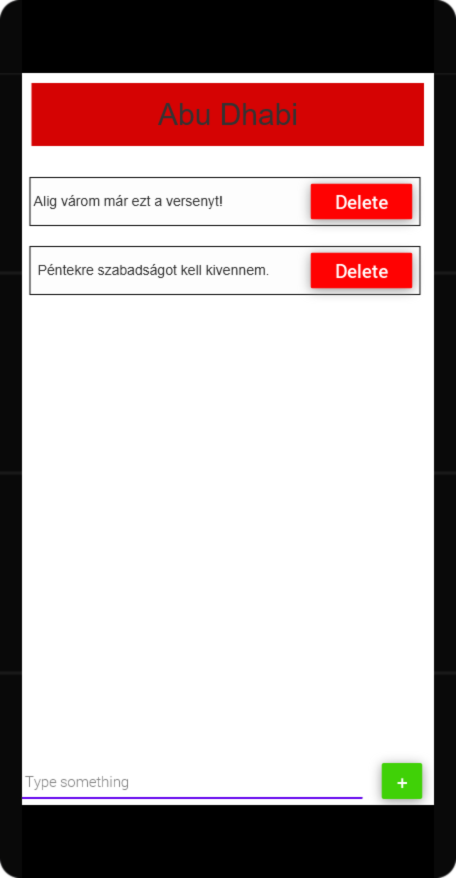 Abu Dhabi
Alig várom már ezt a versenyt!
Delete
Péntekre szabadságot kell kivennem.
Delete
Type something
+